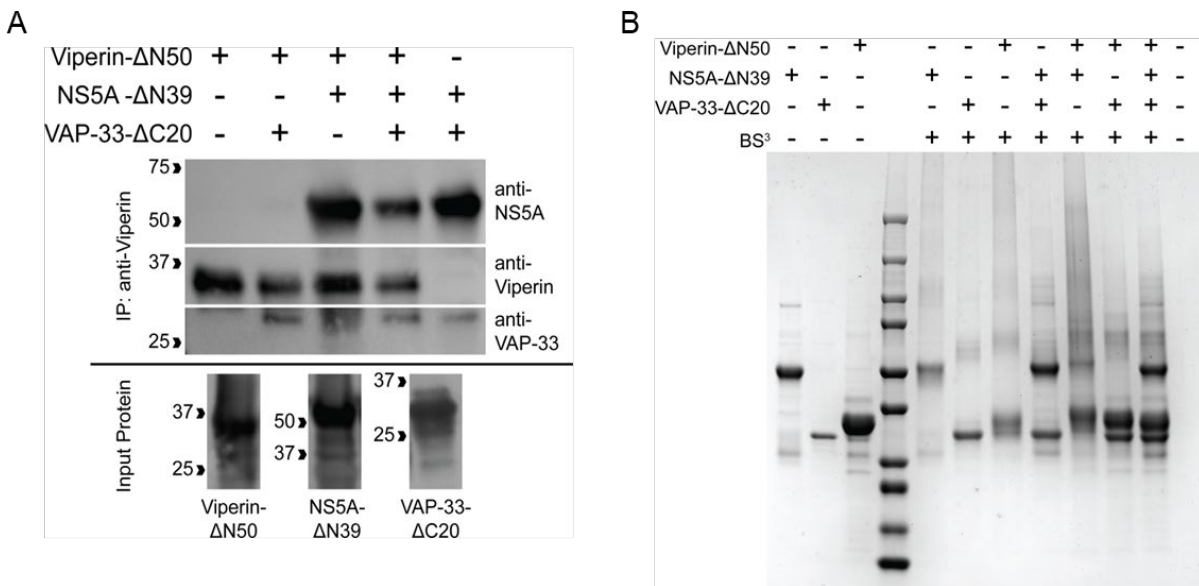 A
Viperin-ΔN50 + + + + -
NS5A -ΔN39 - - + + +
VAP-33-ΔC20 - + - + +
IP: anti-Viperin
75
50
anti-
NS5A
37
anti-
Viperin
25
anti-
VAP-33
Input Protein
37
25
Viperin-
ΔN50
50
37
NS5A-
ΔN39
37
25
VAP-33-
ΔC20
B
Viperin-ΔN50 - - + - - + - + + + -
NS5A-ΔN39 + - - + - - + + - + -
VAP-33-ΔC20 - + - - + - + - + + -
BS³ - - - + + + + + + + -